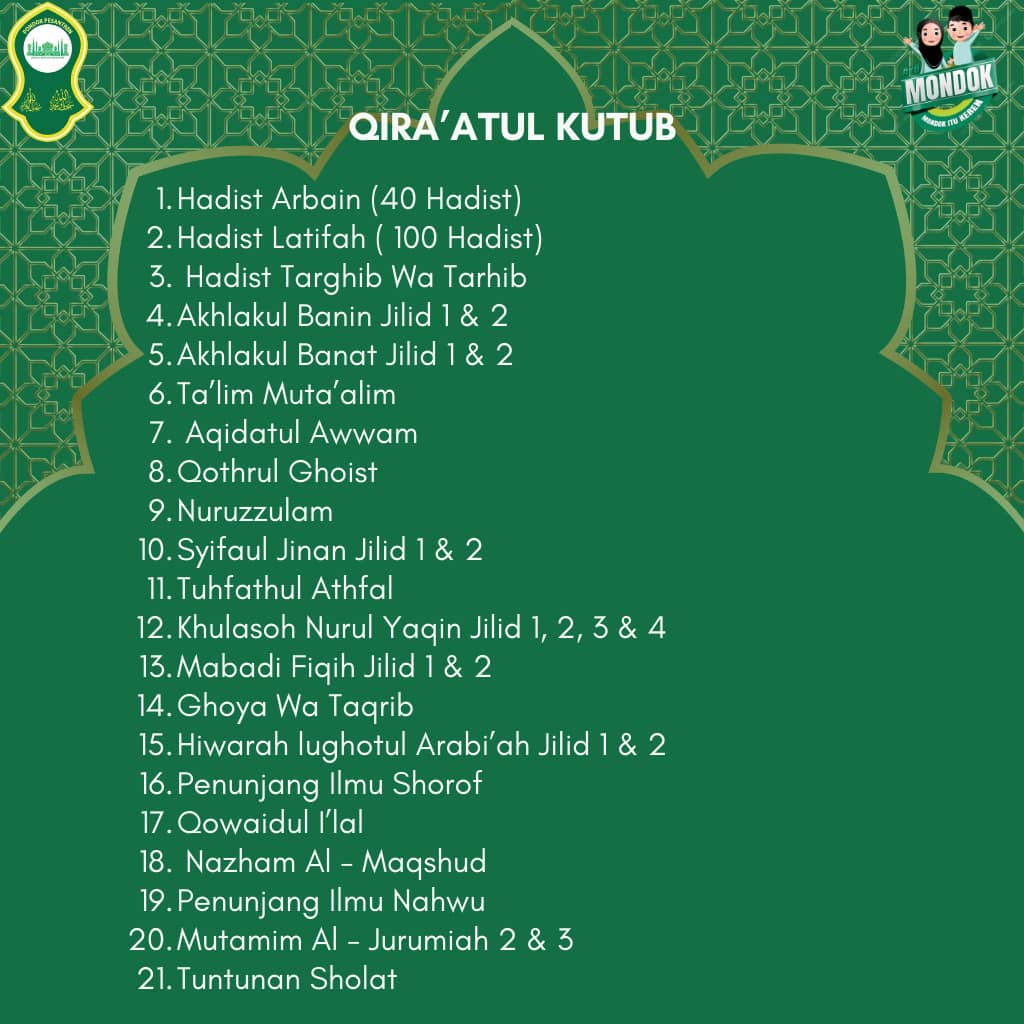 PONDOK PESANTREN
MONDOK
MONDOK ITU KEREN
QIRA'ATUL KUTUB
1. Hadist Arbain (40 Hadist)
2. Hadist Latifah ( 100 Hadist)
3. Hadist Targhib Wa Tarhib
4. Akhlakul Banin Jilid 1 & 2
5. Akhlakul Banat Jilid 1 & 2
6. Ta'lim Muta'alim
7. Aqidatul Awwam
8. Qothrul Ghoist
9. Nuruzzulam
10. Syifaul Jinan Jilid 1 & 2
11. Tuhfathul Athfal
12. Khulasoh Nurul Yaqin Jilid 1, 2, 3 & 4
13. Mabadi Fiqih Jilid 1 & 2
14. Ghoya Wa Taqrib
15. Hiwarah lughotul Arabi'ah Jilid 1 & 2
16. Penunjang Ilmu Shorof
17. Qowaidul I'lal
18. Nazham Al - Maqshud
19. Penunjang Ilmu Nahwu
20. Mutamim Al - Jurumiah 2 & 3
21. Tuntunan Sholat